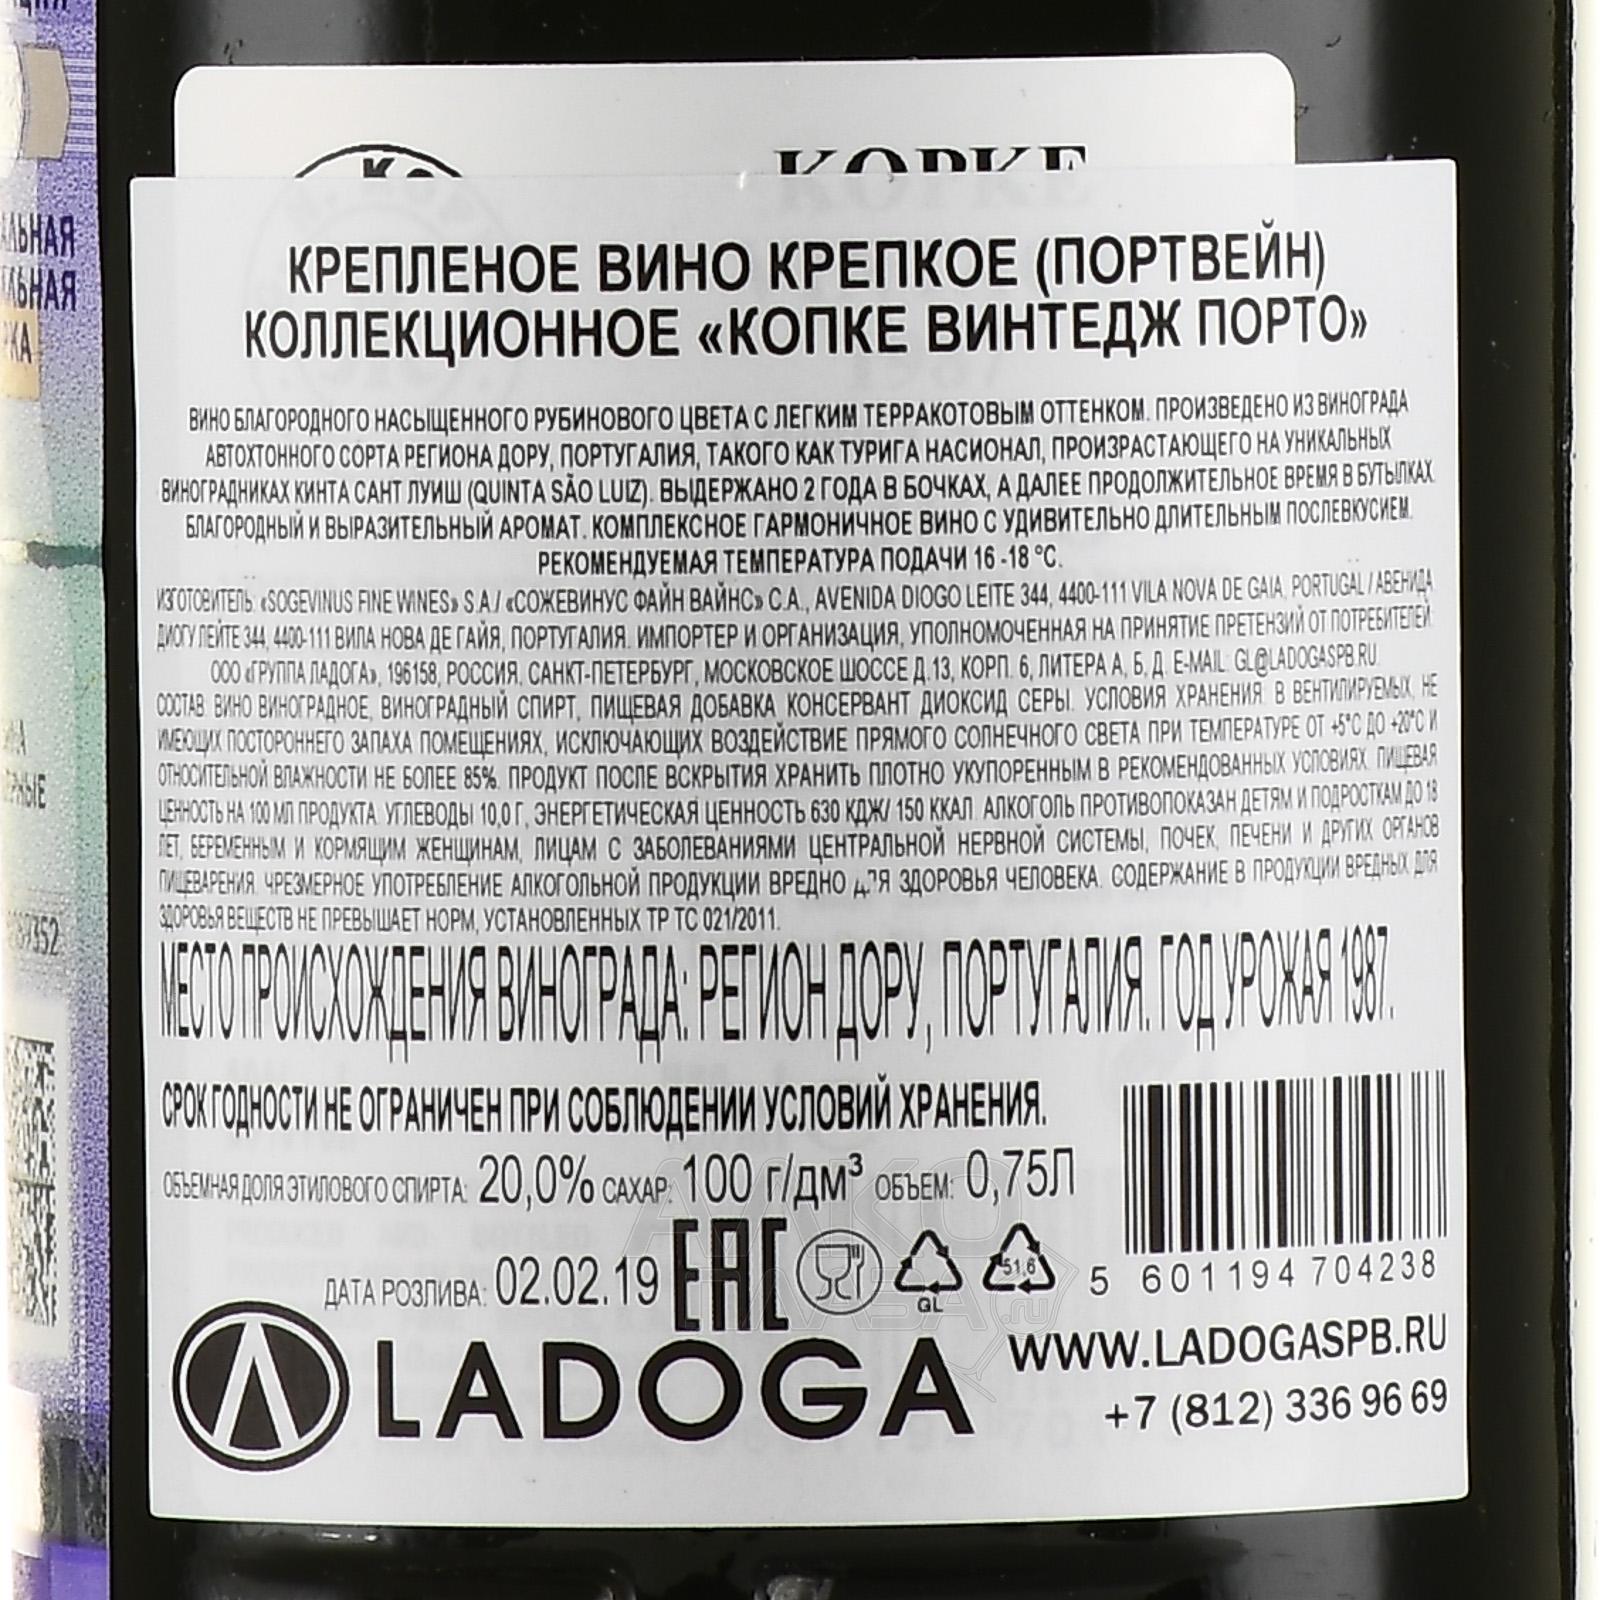 КОРКЕ
КРЕПЛЕНОЕ ВИНО КРЕПКОЕ (ПОРТВЕЙН)
КОЛЛЕКЦИОННОЕ «КОПКЕ ВИНТЕДЖ ПОРТО»
ВИНО БЛАГОРОДНОГО НАСЫЩЕННОГО РУБИНОВОГО ЦВЕТА С ЛЕГКИМ ТЕРРАКОТОВЫМ ОТТЕНКОМ. ПРОИЗВЕДЕНО ИЗ ВИНОГРАДА
АВТОХТОННОГО СОРТА РЕГИОНА ДОРУ, ПОРТУГАЛИЯ, ТАКОГО КАК ТУРИГА НАСИОНАЛ, ПРОИЗРАСТАЮЩЕГО НА УНИКАЛЬНЫХ
ВИНОГРАДНИКАХ КИНТА САНТ ЛУИШ (QUINTA SÃO LUIZ). ВЫДЕРЖАНО 2 ГОДА В БОЧКАХ, А ДАЛЕЕ ПРОДОЛЖИТЕЛЬНОЕ ВРЕМЯ В БУТЫЛКАХ.
БЛАГОРОДНЫЙ И ВЫРАЗИТЕЛЬНЫЙ АРОМАТ. КОМПЛЕКСНОЕ ГАРМОНИЧНОЕ ВИНО С УДИВИТЕЛЬНО ДЛИТЕЛЬНЫМ ПОСЛЕВКУСИЕМ.
РЕКОМЕНДУЕМАЯ ТЕМПЕРАТУРА ПОДАЧИ 16 -18 °С.
ИЗГОТОВИТЕЛЬ: «SOGEVINUS FINE WINES» S.A./ «СОЖЕВИНУС ФАЙН ВАЙНС» С.А., AVENIDA DIOGO LEITE 344, 4400-111 VILA NOVA DE GAIA, PORTUGAL / АВЕНИДА
ДИОГУ ЛЕЙТЕ 344, 4400-111 ВИЛА НОВА ДЕ ГАЙЯ, ПОРТУГАЛИЯ. ИМПОРТЕР И ОРГАНИЗАЦИЯ, УПОЛНОМОЧЕННАЯ НА ПРИНЯТИЕ ПРЕТЕНЗИЙ ОТ ПОТРЕБИТЕЛЕЙ:
ООО «ГРУППА ЛАДОГА», 196158, РОССИЯ, САНКТ-ПЕТЕРБУРГ, МОСКОВСКОЕ ШОССЕ Д.13, КОРП. 6, ЛИТЕРА А, Б, Д. E-MAIL: GL@LADOGASPB.RU.
СОСТАВ: ВИНО ВИНОГРАДНОЕ, ВИНОГРАДНЫЙ СПИРТ, ПИЩЕВАЯ ДОБАВКА КОНСЕРВАНТ ДИОКСИД СЕРЫ. УСЛОВИЯ ХРАНЕНИЯ: В ВЕНТИЛИРУЕМЫХ, НЕ
ИМЕЮЩИХ ПОСТОРОННЕГО ЗАПАХА ПОМЕЩЕНИЯХ, ИСКЛЮЧАЮЩИХ ВОЗДЕЙСТВИЕ ПРЯМОГО СОЛНЕЧНОГО СВЕТА ПРИ ТЕМПЕРАТУРЕ ОТ +5°С ДО +20°С И
ОТНОСИТЕЛЬНОЙ ВЛАЖНОСТИ НЕ БОЛЕЕ 85%. ПРОДУКТ ПОСЛЕ ВСКРЫТИЯ ХРАНИТЬ ПЛОТНО УКУПОРЕННЫМ В РЕКОМЕНДОВАННЫХ УСЛОВИЯХ. ПИЩЕВАЯ
ЦЕННОСТЬ НА 100 МЛ ПРОДУКТА: УГЛЕВОДЫ 10,0 Г, ЭНЕРГЕТИЧЕСКАЯ ЦЕННОСТЬ 630 КДЖ/ 150 ККАЛ. АЛКОГОЛЬ ПРОТИВОПОКАЗАН ДЕТЯМ И ПОДРОСТКАМ ДО 18
ЛЕТ, БЕРЕМЕННЫМ И КОРМЯЩИМ ЖЕНЩИНАМ, ЛИЦАМ С ЗАБОЛЕВАНИЯМИ ЦЕНТРАЛЬНОЙ НЕРВНОЙ СИСТЕМЫ, ПОЧЕК, ПЕЧЕНИ И ДРУГИХ ОРГАНОВ
ПИЩЕВАРЕНИЯ. ЧРЕЗМЕРНОЕ УПОТРЕБЛЕНИЕ АЛКОГОЛЬНОЙ ПРОДУКЦИИ ВРЕДНО ДЛЯ ЗДОРОВЬЯ ЧЕЛОВЕКА. СОДЕРЖАНИЕ В ПРОДУКЦИИ ВРЕДНЫХ ДЛЯ
ЗДОРОВЬЯ ВЕЩЕСТВ НЕ ПРЕВЫШАЕТ НОРМ, УСТАНОВЛЕННЫХ ТР ТС 021/2011.
МЕСТО ПРОИСХОЖДЕНИЯ ВИНОГРАДА: РЕГИОН ДОРУ, ПОРТУГАЛИЯ. ГОД УРОЖАЯ 1987.
СРОК ГОДНОСТИ НЕ ОГРАНИЧЕН ПРИ СОБЛЮДЕНИИ УСЛОВИЙ ХРАНЕНИЯ.
ОБЪЕМНАЯ ДОЛЯ ЭТИЛОВОГО СПИРТА: 20,0% САХАР: 100 г/дм³ ОБЪЕМ: 0,75Л
ДАТА РОЗЛИВА: 02.02.19 ЕАС
GL
51,6
5 601194 704238
LADOGA
WWW.LADOGASPB.RU
+7 (812) 336 96 69